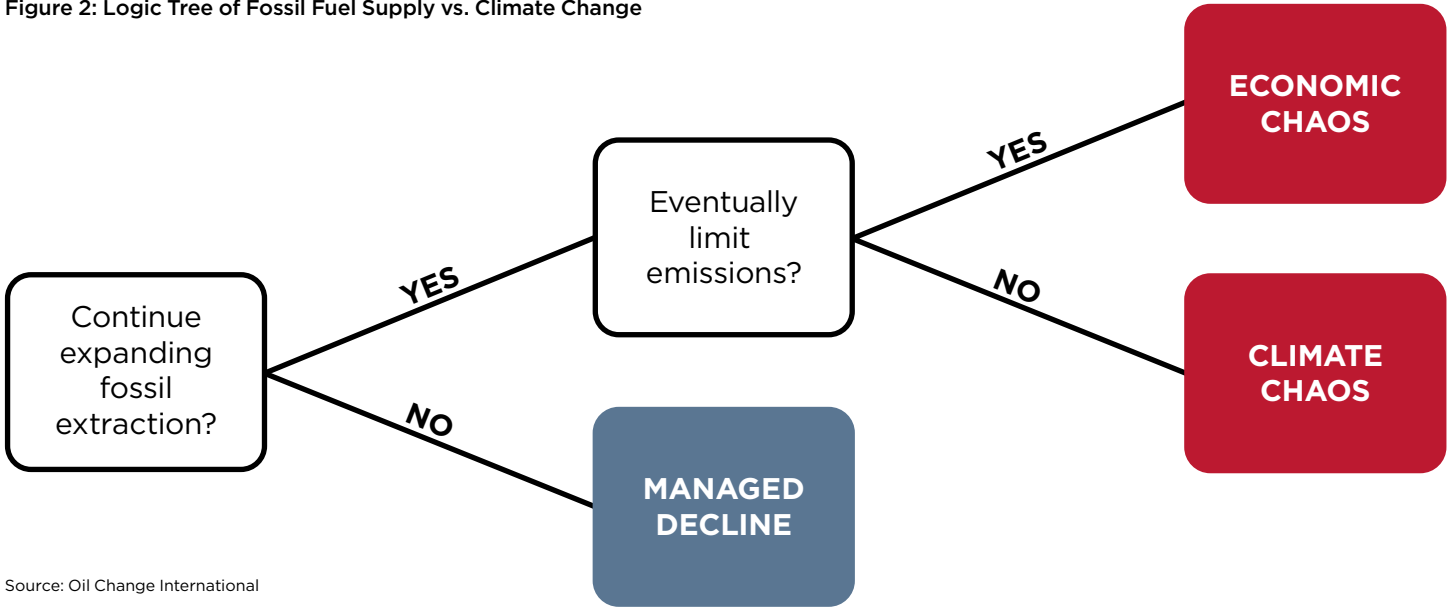 Figure 2: Logic Tree of Fossil Fuel Supply vs. Climate Change
Continue
expanding
fossil
extraction?
YES
NO
Eventually
limit
emissions?
MANAGED
DECLINE
YES
NO
ECONOMIC
CHAOS
CLIMATE
CHAOS
Source: Oil Change International